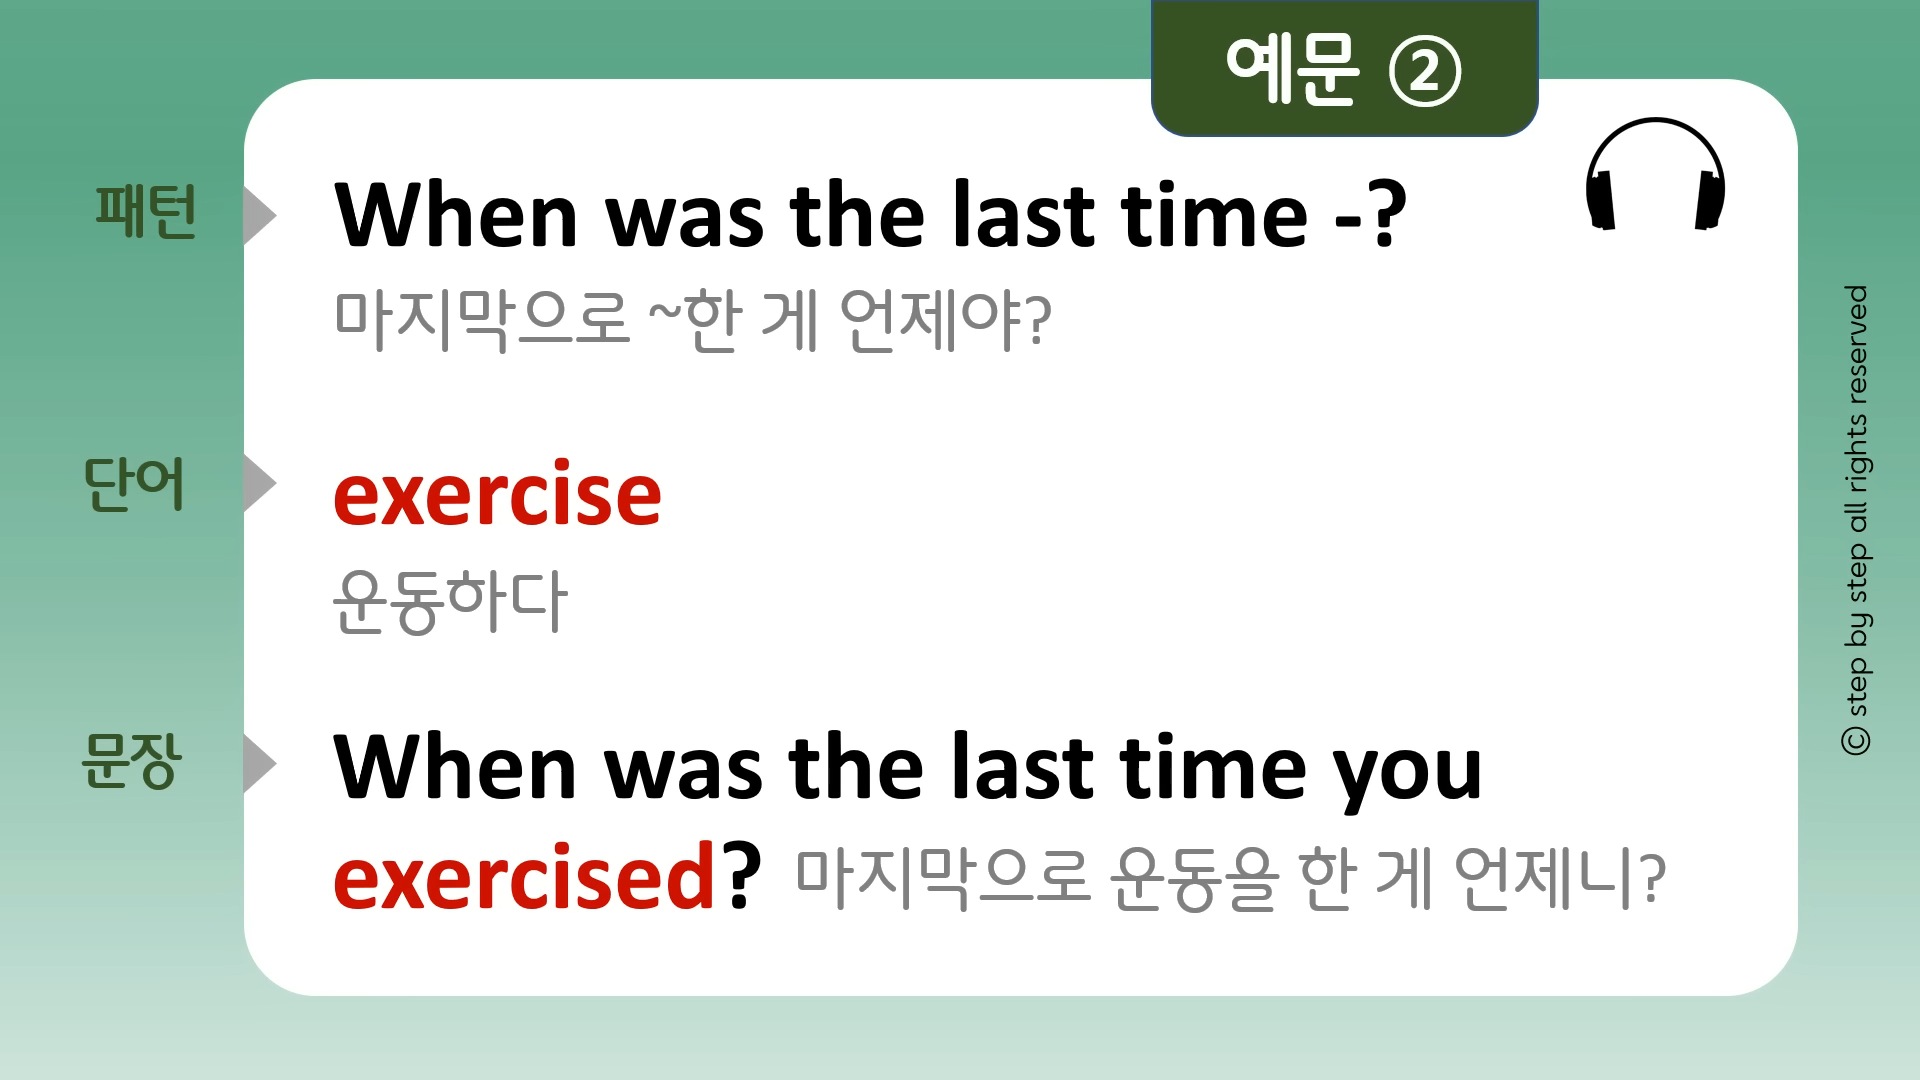 예문 ②
패턴
When was the last time -?
마지막으로 ~한 게 언제야?
단어
exercise
운동하다
문장
When was the last time you
exercised? 마지막으로 운동을 한 게 언제니?
© step by step all rights reserved